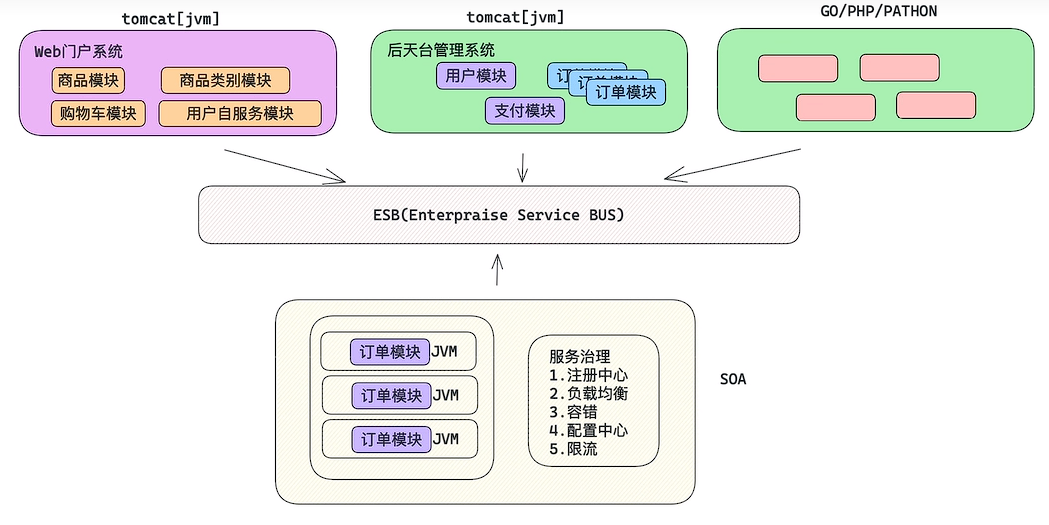 tomcat[jvm]
tomcat[jvm]
GO/PHP/PATHON
Web门户系统
商品模块
商品类别模块
购物车模块
用户自服务模块
后天台管理系统
用户模块
订单模块
支付模块
ESB(Enterpraise Service BUS)
订单模块 JVM
订单模块 JVM
订单模块 JVM
服务治理
1.注册中心
2.负载均衡
3.容错
4.配置中心
5.限流
SOA